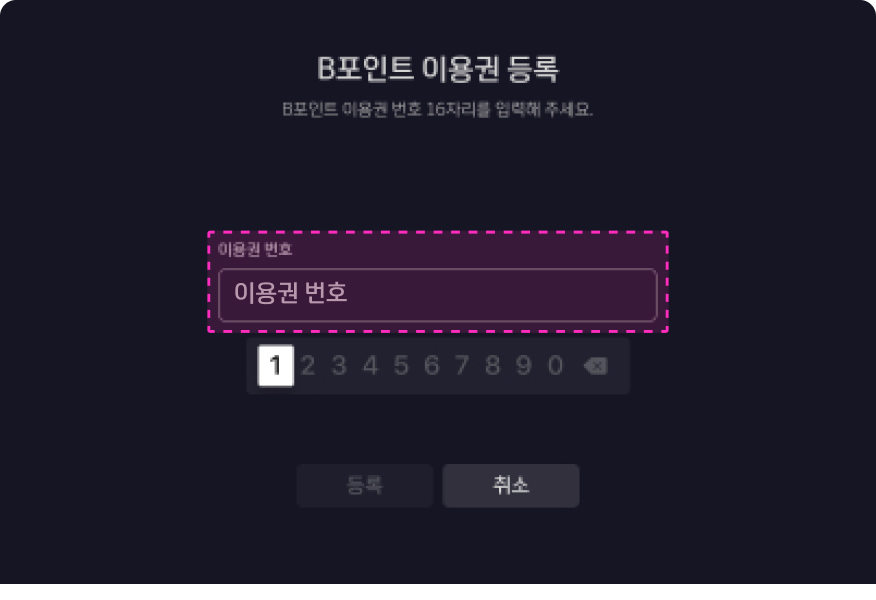 B포인트 이용권 등록
B포인트 이용권 번호 16자리를 입력해 주세요.
이용권 번호
이용권 번호
1 2 3 4 5 6 7 8 9 0
등록 취소